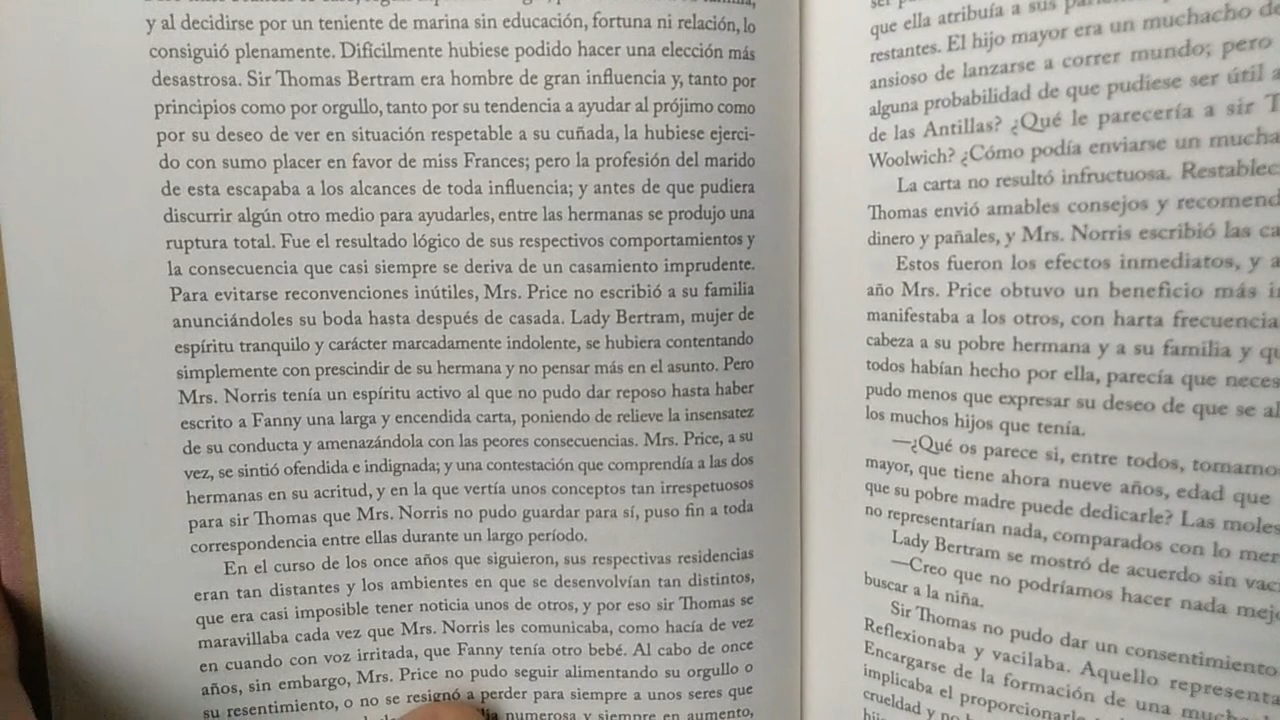 y al decidirse por un teniente de marina sin educación, fortuna ni relación, lo
consiguió plenamente. Difícilmente hubiese podido hacer una elección más
desastrosa. Sir Thomas Bertram era hombre de gran influencia y, tanto por
principios como por orgullo, tanto por su tendencia a ayudar al prójimo como
por su deseo de ver en situación respetable a su cuñada, la hubiese ejerci-
do con sumo placer en favor de miss Frances; pero la profesión del marido
de esta escapaba a los alcances de toda influencia; y antes de que pudiera
discurrir algún otro medio para ayudarles, entre las hermanas se produjo una
ruptura total. Fue el resultado lógico de sus respectivos comportamientos y
la consecuencia que casi siempre se deriva de un casamiento imprudente.
Para evitarse reconvenciones inútiles, Mrs. Price no escribió a su familia
anunciándoles su boda hasta después de casada. Lady Bertram, mujer de
espíritu tranquilo y carácter marcadamente indolente, se hubiera contentando
simplemente con prescindir de su hermana y no pensar más en el asunto. Pero
Mrs. Norris tenía un espíritu activo al que no pudo dar reposo hasta haber
escrito a Fanny una larga y encendida carta, poniendo de relieve la insensatez
de su conducta y amenazándola con las peores consecuencias. Mrs. Price, a su
vez, se sintió ofendida e indignada; y una contestación que comprendía a las dos
hermanas en su acritud, y en la que vertía unos conceptos tan irrespetuosos
para sir Thomas que Mrs. Norris no pudo guardar para sí, puso fin a toda
correspondencia entre ellas durante un largo período.
En el curso de los once años que siguieron, sus respectivas residencias
eran tan distantes y los ambientes en que se desenvolvían tan distintos,
que era casi imposible tener noticia unos de otros, y por eso sir Thomas se
maravillaba cada vez que Mrs. Norris les comunicaba, como hacía de vez
en cuando con voz irritada, que Fanny tenía otro bebé. Al cabo de once
años, sin embargo, Mrs. Price no pudo seguir alimentando su orgullo o
su resentimiento, o no se resignó a perder para siempre a unos seres que
numerosa y siempre en aumento,
que ella atribuía a sus
restantes. El hijo mayor era un muchacho de
ansioso de lanzarse a correr mundo; pero
alguna probabilidad de que pudiese ser útil a
de las Antillas? ¿Qué le parecería a sir T
Woolwich? ¿Cómo podía enviarse un mucha
La carta no resultó infructuosa. Restablec
Thomas envió amables consejos y recomend
dinero y pañales, y Mrs. Norris escribió las ca
Estos fueron los efectos inmediatos, y a
año Mrs. Price obtuvo un beneficio más i
manifestaba a los otros, con harta frecuencia
cabeza a su pobre hermana y a su familia y qu
todos habían hecho por ella, parecía que neces
pudo menos que expresar su deseo de que se al
los muchos hijos que tenía.
—¿Qué os parece si, entre todos, tomamo
mayor, que tiene ahora nueve años, edad que
que su pobre madre puede dedicarle? Las moles
no representarían nada, comparados con lo mer
Lady Bertram se mostró de acuerdo sin vaci
—Creo que no podríamos hacer nada mejo
buscar a la niña.
Sir Thomas no pudo dar un consentimiento
Reflexionaba y vacilaba. Aquello representa
Encargarse de la formación de una much
implicaba el proporcionarle
crueldad y no